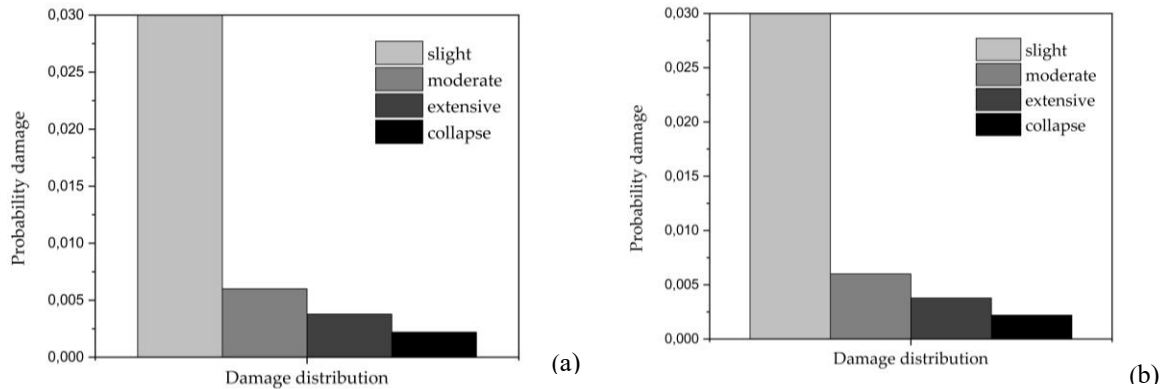 0,030
0,025
0,020
0,015
0,010
0,005
0,000
Probability damage
slight
moderate
extensive
collapse
Damage distribution
(a)
0,030
0,025
0,020
0,015
0,010
0,005
0,000
Probability damage
slight
moderate
extensive
collapse
Damage distribution
(b)